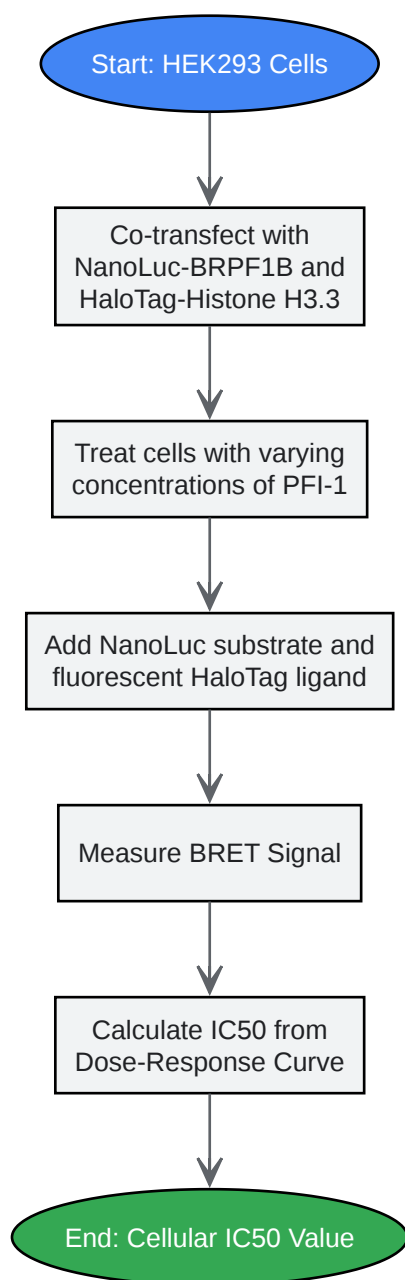 Start: HEK293 Cells
Co-transfect with
NanoLuc-BRPF1B and
HaloTag-Histone H3.3
Treat cells with varying
concentrations of PFI-1
Add NanoLuc substrate and
fluorescent HaloTag ligand
Measure BRET Signal
Calculate IC50 from
Dose-Response Curve
End: Cellular IC50 Value